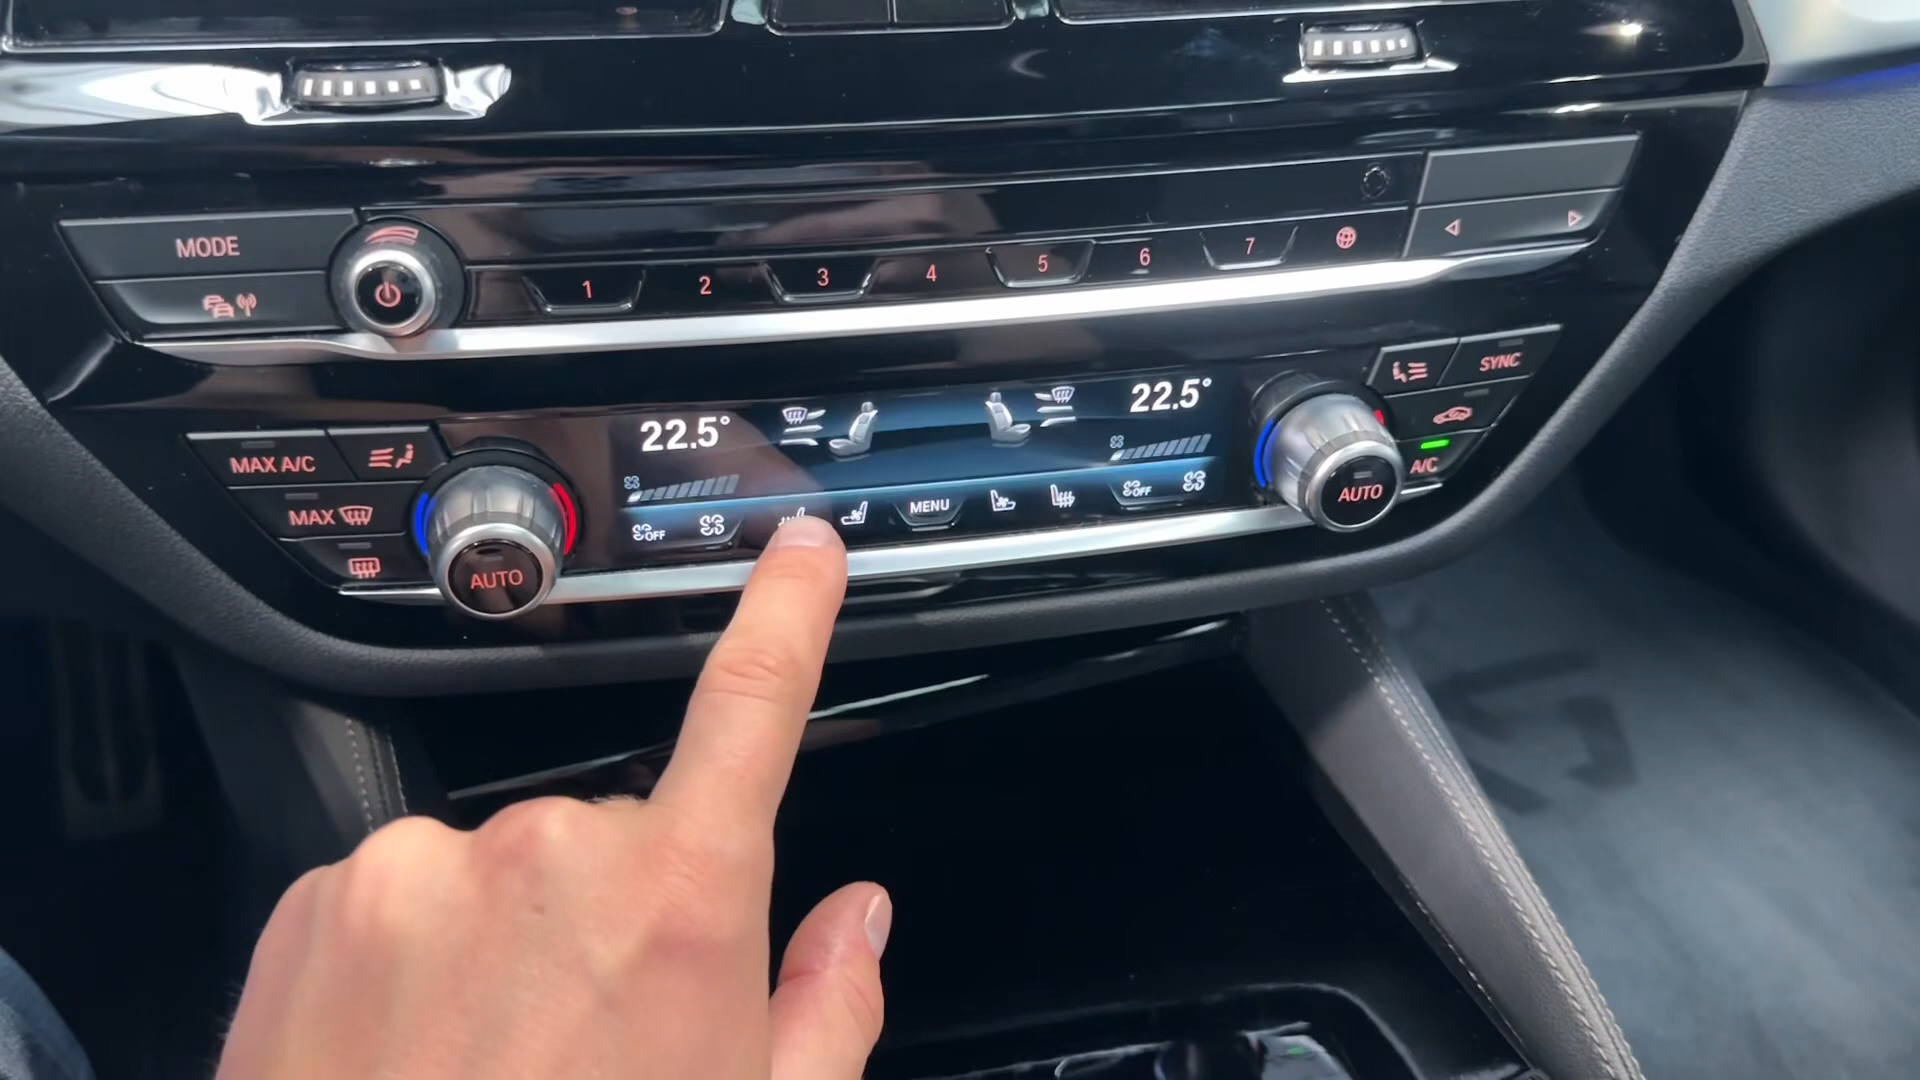 MODE
1 2 3 4 5 6 7
SYNC
22.5°
22.5°
MAX A/C
A/C
MAX
OFF
MENU
OFF
AUTO
AUTO